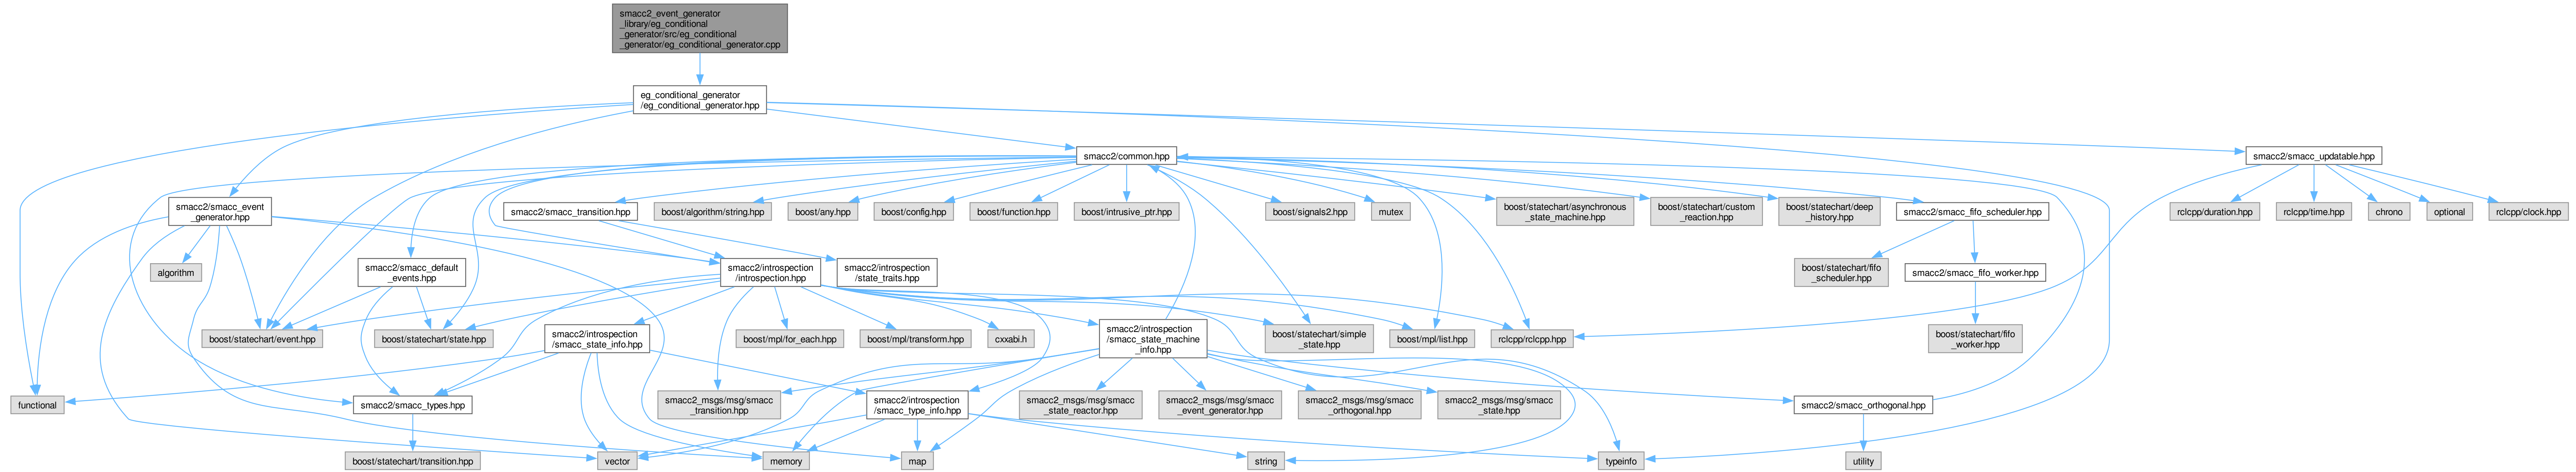 smacc2_event_generator
_library/eg_conditional
_generator/src/eg_conditional
_generator/eg_conditional_generator.cpp
eg_conditional_generator
/eg_conditional_generator.hpp
smacc2/common.hpp
smacc2/smacc_updatable.hpp
smacc2/smacc_event
_generator.hpp
smacc2/smacc_transition.hpp
boost/algorithm/string.hpp
boost/any.hpp
boost/config.hpp
boost/function.hpp
boost/intrusive_ptr.hpp
boost/signals2.hpp
mutex
boost/statechart/asynchronous
_state_machine.hpp
boost/statechart/custom
_reaction.hpp
boost/statechart/deep
_history.hpp
smacc2/smacc_fifo_scheduler.hpp
rclcpp/duration.hpp
rclcpp/time.hpp
chrono
optional
rclcpp/clock.hpp
algorithm
smacc2/smacc_default
_events.hpp
smacc2/introspection
/introspection.hpp
smacc2/introspection
/state_traits.hpp
boost/statechart/fifo
_scheduler.hpp
smacc2/smacc_fifo_worker.hpp
boost/statechart/event.hpp
boost/statechart/state.hpp
smacc2/introspection
/smacc_state_info.hpp
boost/mpl/for_each.hpp
boost/mpl/transform.hpp
cxxabi.h
smacc2/introspection
/smacc_state_machine
_info.hpp
boost/statechart/simple
_state.hpp
boost/mpl/list.hpp
rclcpp/rclcpp.hpp
boost/statechart/fifo
_worker.hpp
functional
smacc2/smacc_types.hpp
smacc2_msgs/msg/smacc
_transition.hpp
smacc2/introspection
/smacc_type_info.hpp
smacc2_msgs/msg/smacc
_state_reactor.hpp
smacc2_msgs/msg/smacc
_event_generator.hpp
smacc2_msgs/msg/smacc
_orthogonal.hpp
smacc2_msgs/msg/smacc
_state.hpp
smacc2/smacc_orthogonal.hpp
boost/statechart/transition.hpp
vector
memory
map
string
typeinfo
utility